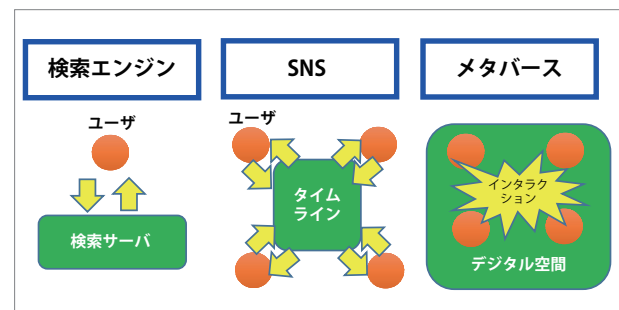 検索エンジン
SNS
メタバース
ユーザ
ユーザ
検索サーバ
タイム
ライン
インタラク
ション
デジタル空間